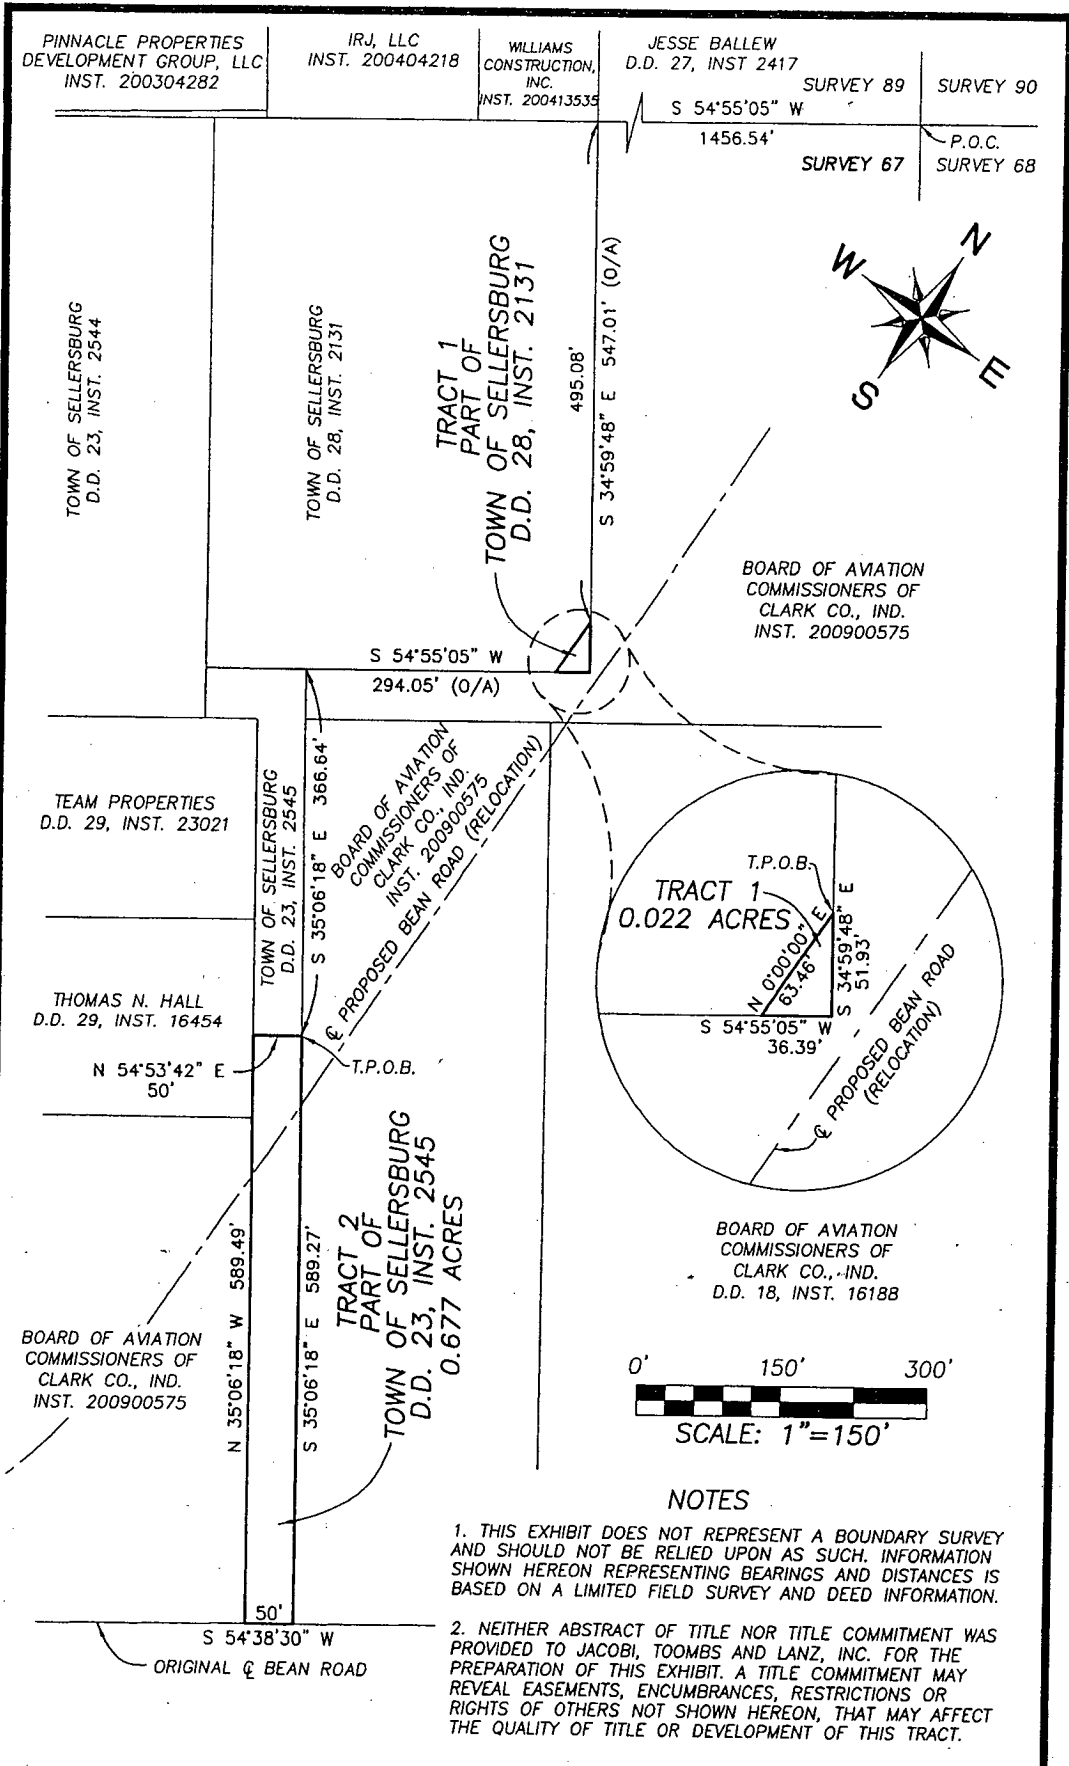 PINNACLE PROPERTIES
DEVELOPMENT GROUP, LLC
INST. 200304282
IRJ, LLC
INST. 200404218
WILLIAMS
CONSTRUCTION,
INC.
INST. 200413535
JESSE BALLEW
D.D. 27, INST 2417
SURVEY 89
SURVEY 90
S 54°55'05" W
1456.54'
P.O.C.
SURVEY 67
SURVEY 68
N
W
E
S
TOWN OF SELLERSBURG
D.D. 23, INST. 2544
TOWN OF SELLERSBURG
D.D. 28, INST. 2131
TRACT 1
PART OF
TOWN OF SELLERSBURG
D.D. 28, INST. 2131
495.08'
S 34°59'48" E 547.01' (O/A)
BOARD OF AVIATION
COMMISSIONERS OF
CLARK CO., IND.
INST. 200900575
S 54°55'05" W
294.05' (O/A)
TEAM PROPERTIES
D.D. 29, INST. 23021
TOWN OF SELLERSBURG
D.D. 23, INST. 2545
S 35°06'18" E 366.64'
BOARD OF AVIATION
COMMISSIONERS OF
CLARK CO., IND.
INST. 200900575
℄ PROPOSED BEAN ROAD (RELOCATION)
T.P.O.B.
TRACT 1
0.022 ACRES
N 0°00'00" E
63.46'
S 34°59'48" E
51.93'
S 54°55'05" W
36.39'
℄ PROPOSED BEAN ROAD
(RELOCATION)
THOMAS N. HALL
D.D. 29, INST. 16454
N 54°53'42" E
50'
T.P.O.B.
TRACT 2
PART OF
TOWN OF SELLERSBURG
D.D. 23, INST. 2545
0.677 ACRES
N 35°06'18" W 589.49'
S 35°06'18" E 589.27'
BOARD OF AVIATION
COMMISSIONERS OF
CLARK CO., IND.
D.D. 18, INST. 16188
BOARD OF AVIATION
COMMISSIONERS OF
CLARK CO., IND.
INST. 200900575
0' 150' 300'
SCALE: 1"=150'
50'
S 54°38'30" W
ORIGINAL ℄ BEAN ROAD
NOTES
1. THIS EXHIBIT DOES NOT REPRESENT A BOUNDARY SURVEY
AND SHOULD NOT BE RELIED UPON AS SUCH. INFORMATION
SHOWN HEREON REPRESENTING BEARINGS AND DISTANCES IS
BASED ON A LIMITED FIELD SURVEY AND DEED INFORMATION.
2. NEITHER ABSTRACT OF TITLE NOR TITLE COMMITMENT WAS
PROVIDED TO JACOBI, TOOMBS AND LANZ, INC. FOR THE
PREPARATION OF THIS EXHIBIT. A TITLE COMMITMENT MAY
REVEAL EASEMENTS, ENCUMBRANCES, RESTRICTIONS OR
RIGHTS OF OTHERS NOT SHOWN HEREON, THAT MAY AFFECT
THE QUALITY OF TITLE OR DEVELOPMENT OF THIS TRACT.